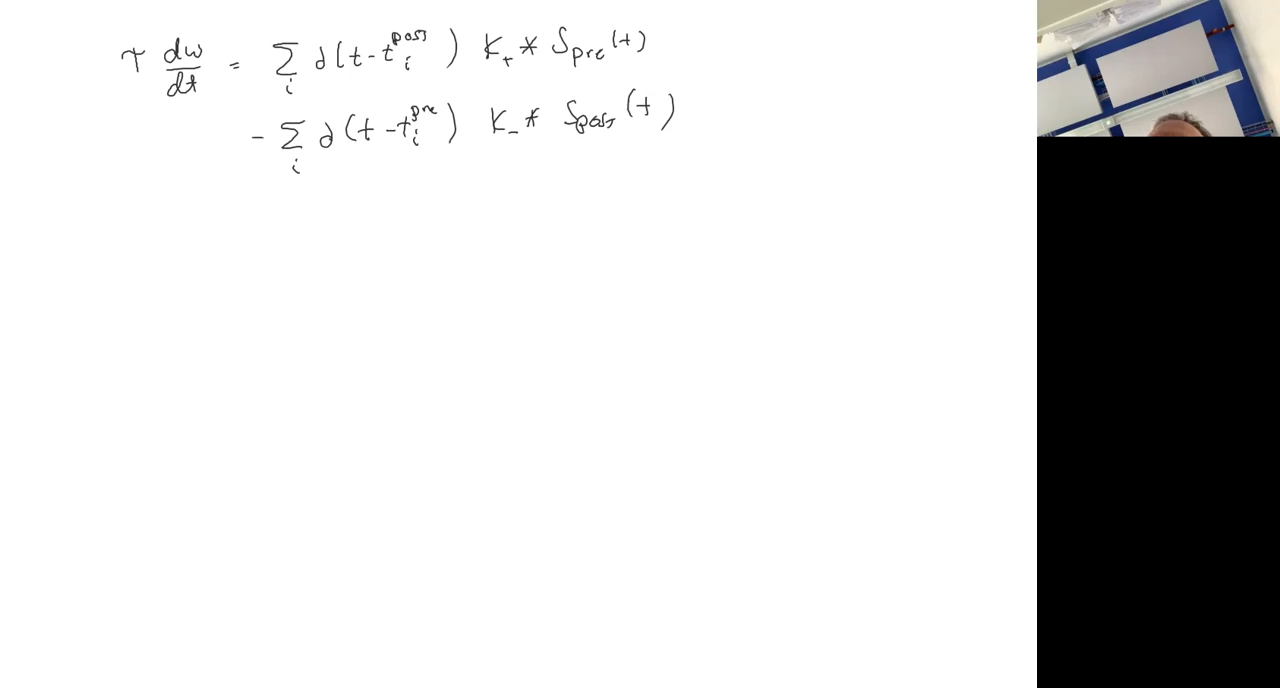 τ dw/dt = Σ_i ∂(t - t_i^post) K_+ * S_pre(t)
- Σ_i ∂(t - t_i^pre) K_- * S_post(t)